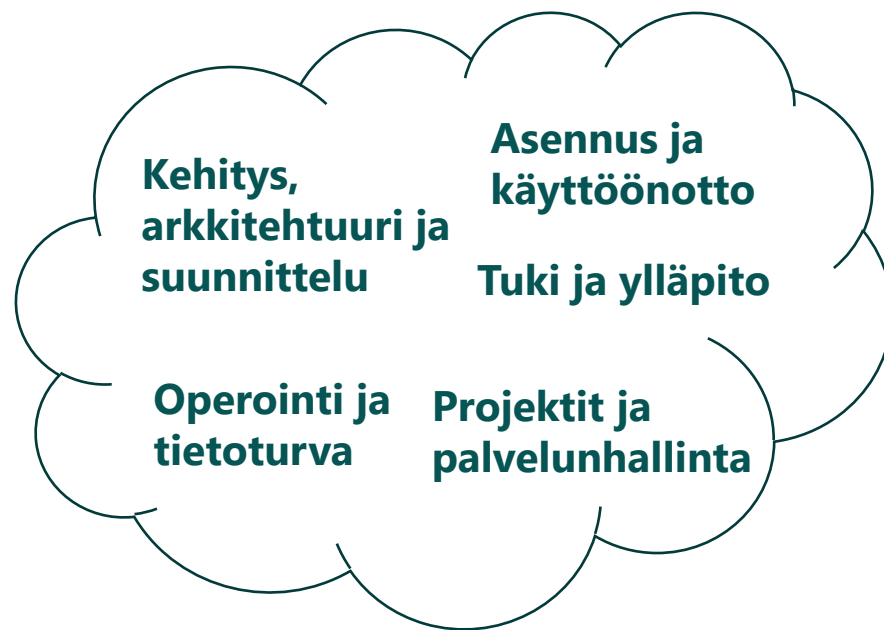 Kehitys,
arkkitehtuuri ja
suunnittelu
Asennus ja
käyttöönotto
Tuki ja ylläpito
Operointi ja
tietoturva
Projektit ja
palvelunhallinta